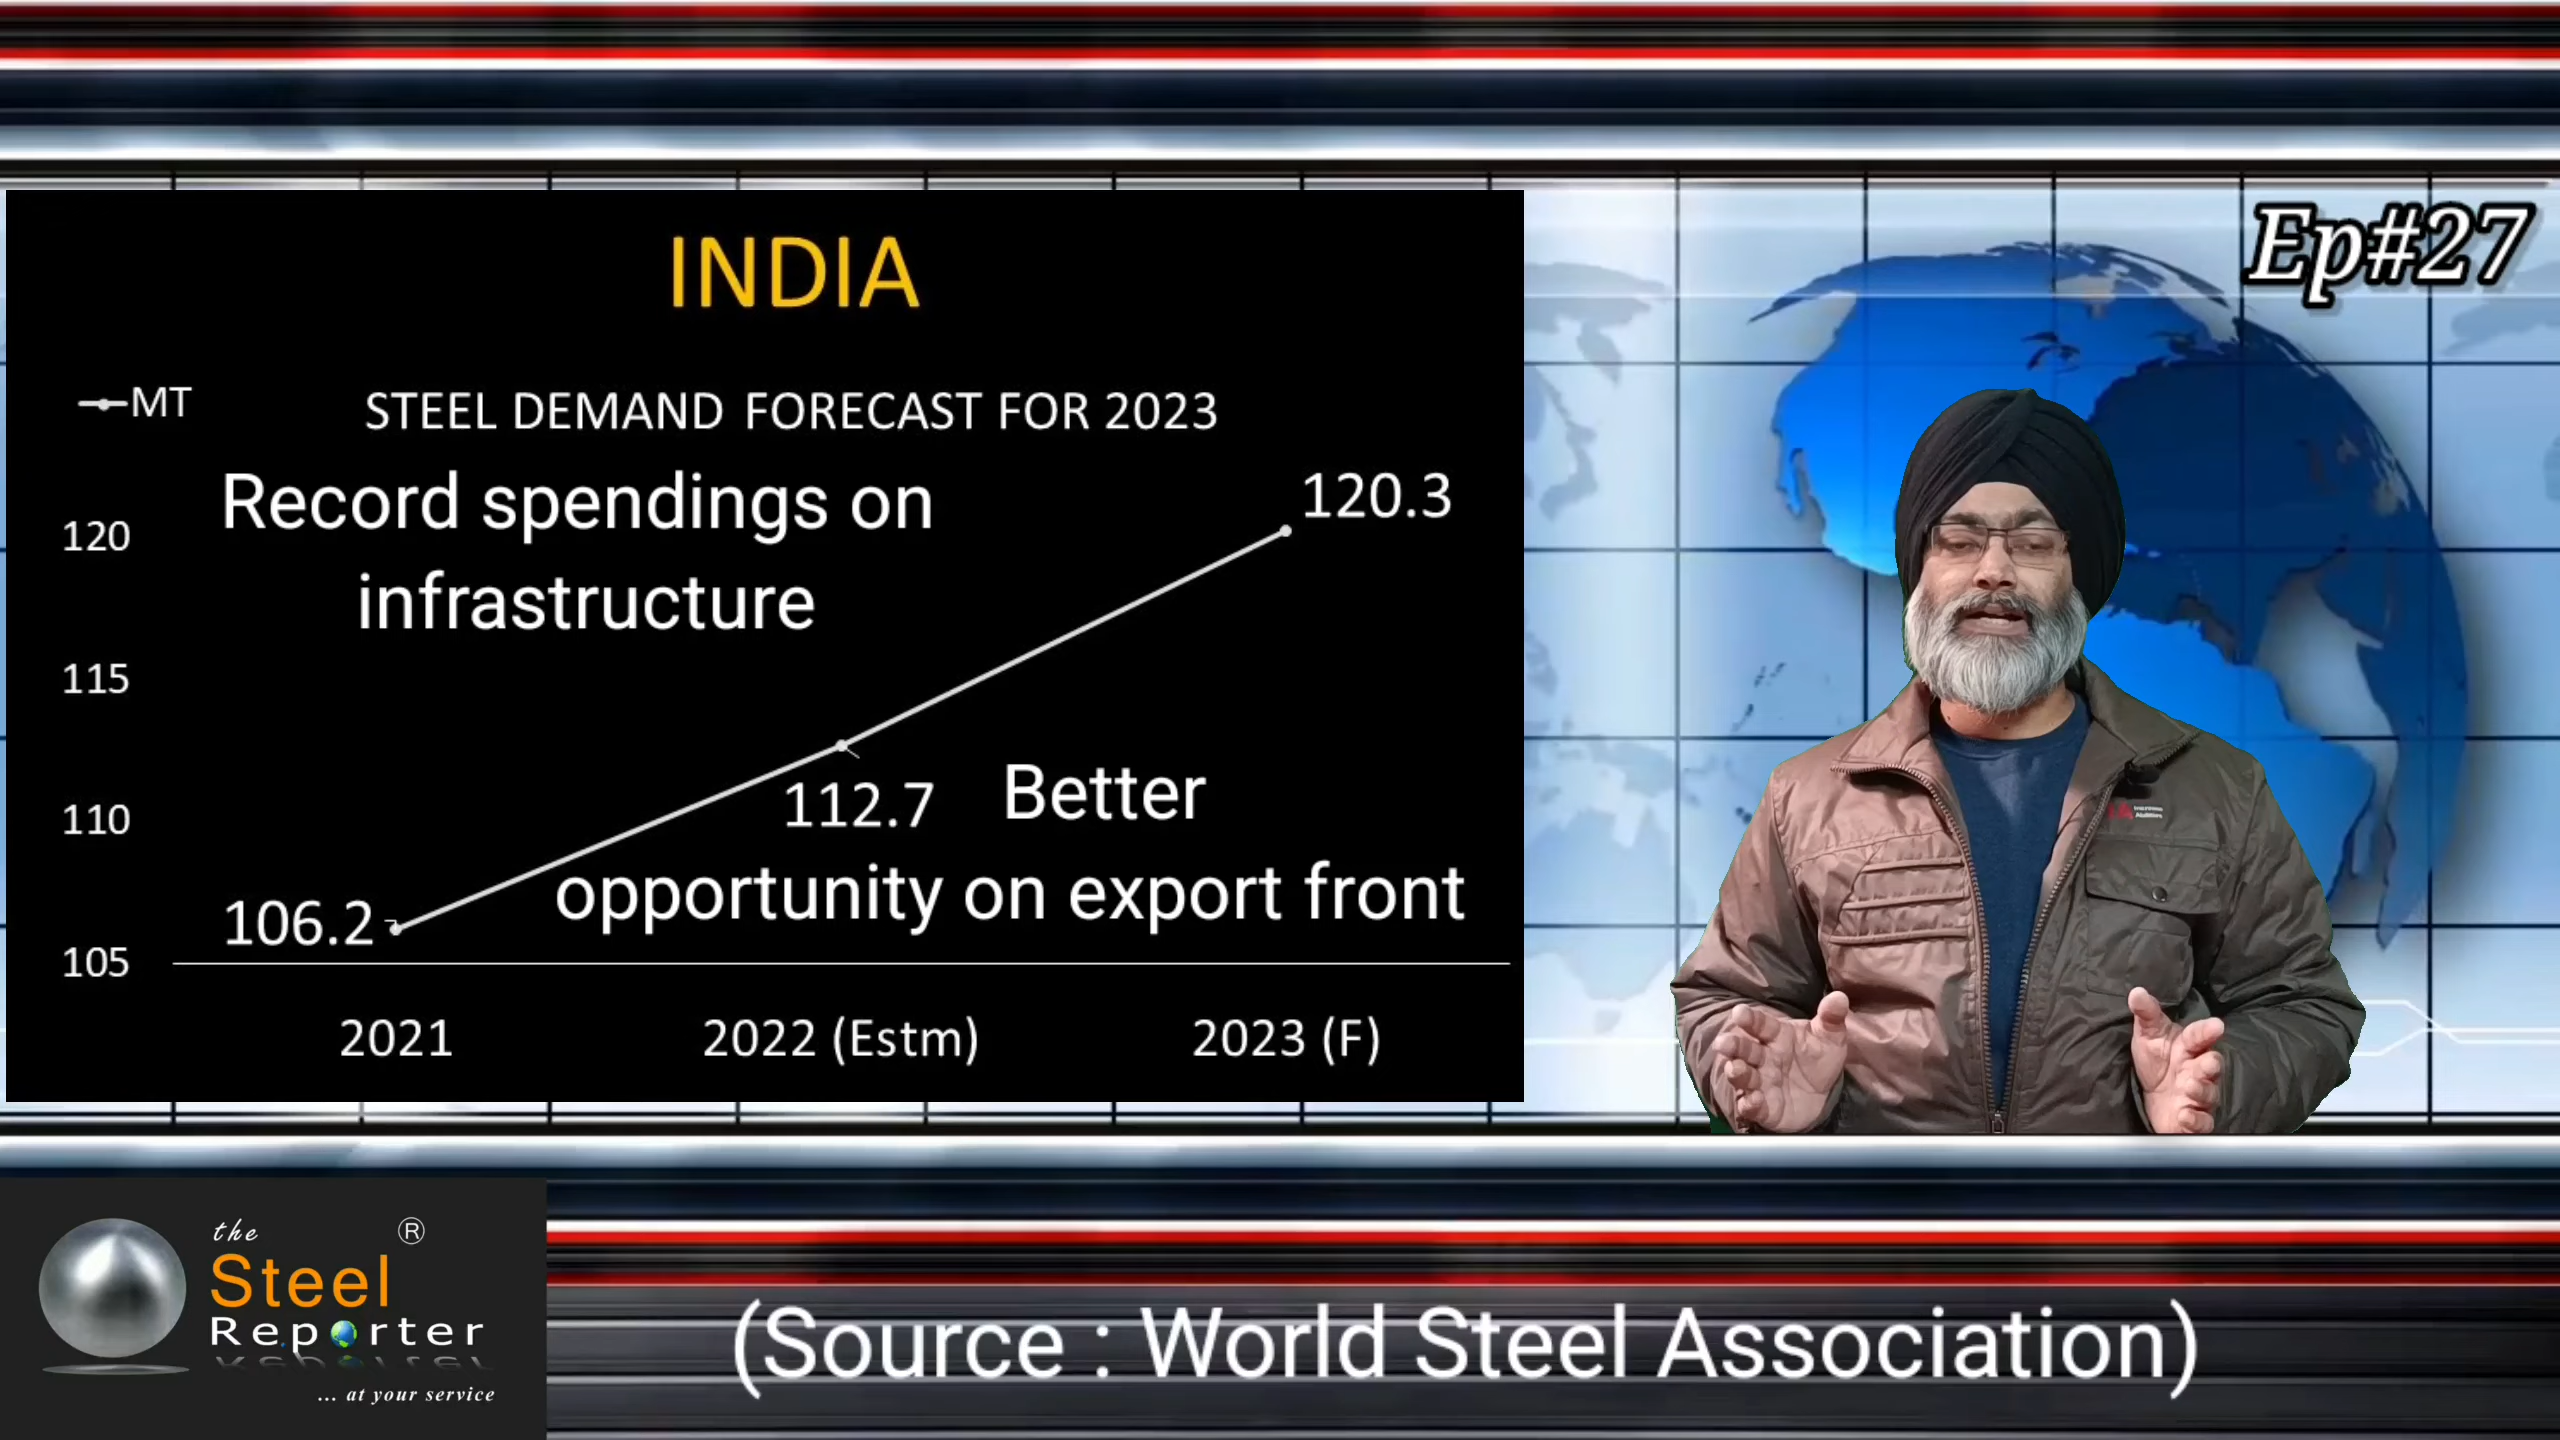 Ep#27
INDIA
MT
STEEL DEMAND FORECAST FOR 2023
Record spendings on
infrastructure
120.3
120
115
112.7
Better
110
opportunity on export front
106.2
105
2021
2022 (Estm)
2023 (F)
the
®
Steel
Reporter
... at your service
(Source : World Steel Association)